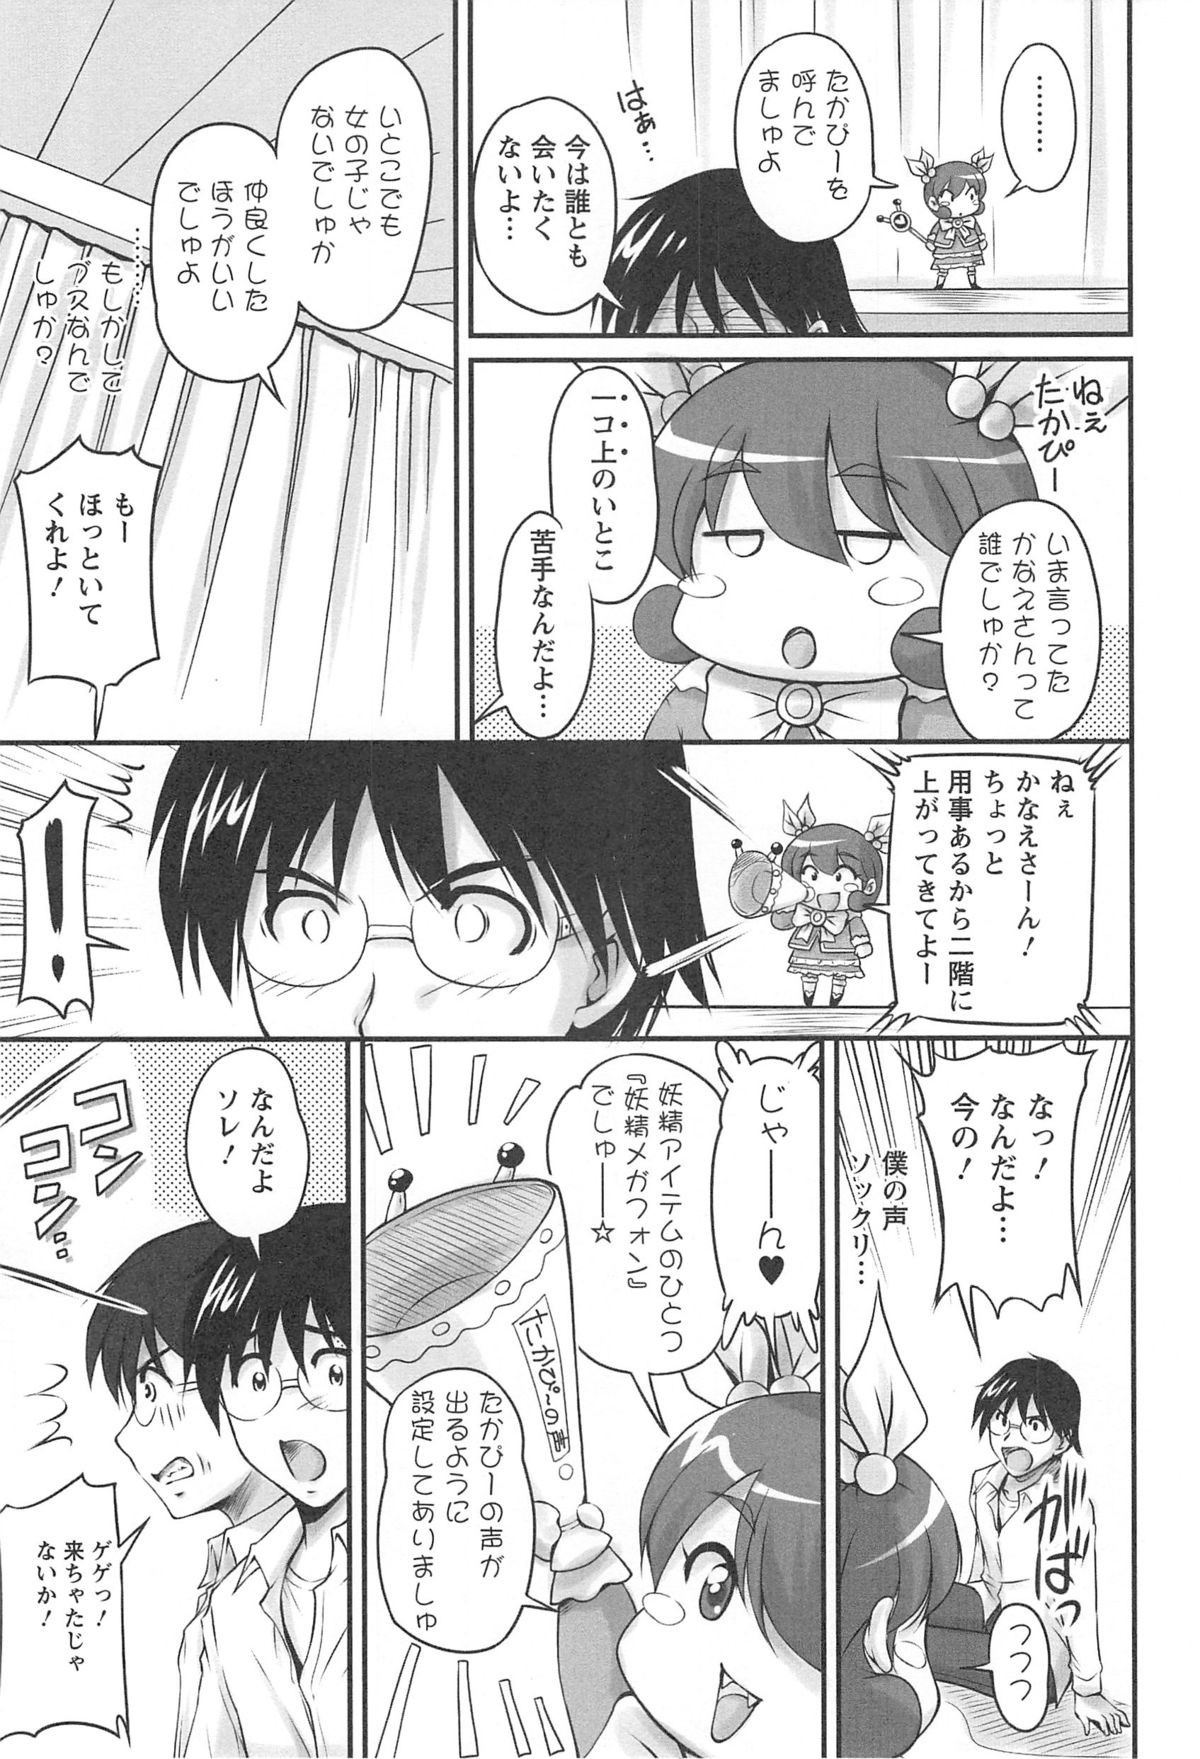 ………
たかぴーを
呼んで
ましゅよ
はぁ…
今は誰とも
会いたく
ないよ…
ねぇ
たかぴー
いま言ってた
かなえさんって
誰でしゅか？
一コ上のいとこ
苦手なんだよ…
いとこでも
女の子じゃ
ないでしゅか
仲良くした
ほうがいい
でしゅよ
………
もしかして
ブスなんで
しゅか？
もー
ほっといて
くれよ！
ねぇ
かなえさーん！
ちょっと
用事あるから二階に
上がってきてよー
！！
なっ！
なんだよ…
今の！
僕の声
ソックリ…
がばっ
つつつ
じゃーーん♥
妖精アイテムのひとつ
『妖精メガフォン』
でしゅーー☆
たかぴ〜の声
たかぴーの声が
出るように
設定してありましゅ
なんだよ
ソレ！
コン
コン
ゲゲっ！
来ちゃたじゃ
ないか！